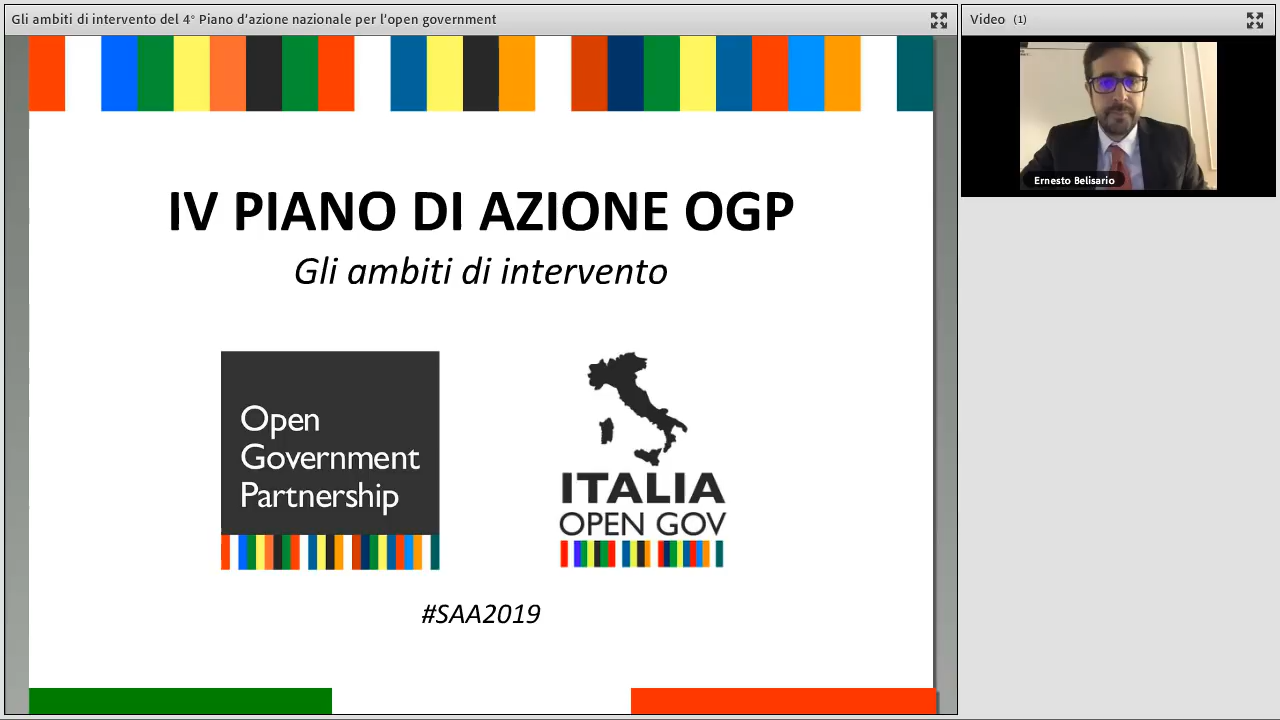 Gli ambiti di intervento del 4° Piano d'azione nazionale per l'open government
Video (1)
Ernesto Belisario
IV PIANO DI AZIONE OGP
Gli ambiti di intervento
Open
Government
Partnership
ITALIA
OPEN GOV
#SAA2019